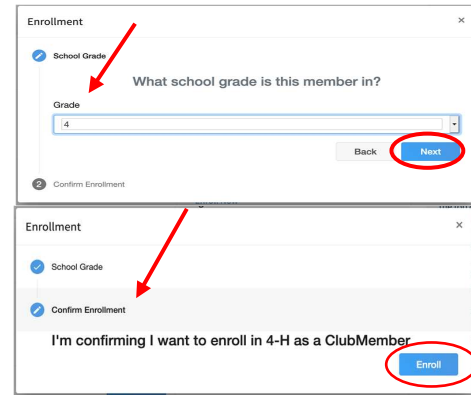 Enrollment ×
School Grade
What school grade is this member in?
Grade
4
Back Next
2 Confirm Enrollment
Enrollment ×
School Grade
Confirm Enrollment
I'm confirming I want to enroll in 4-H as a ClubMember
Enroll